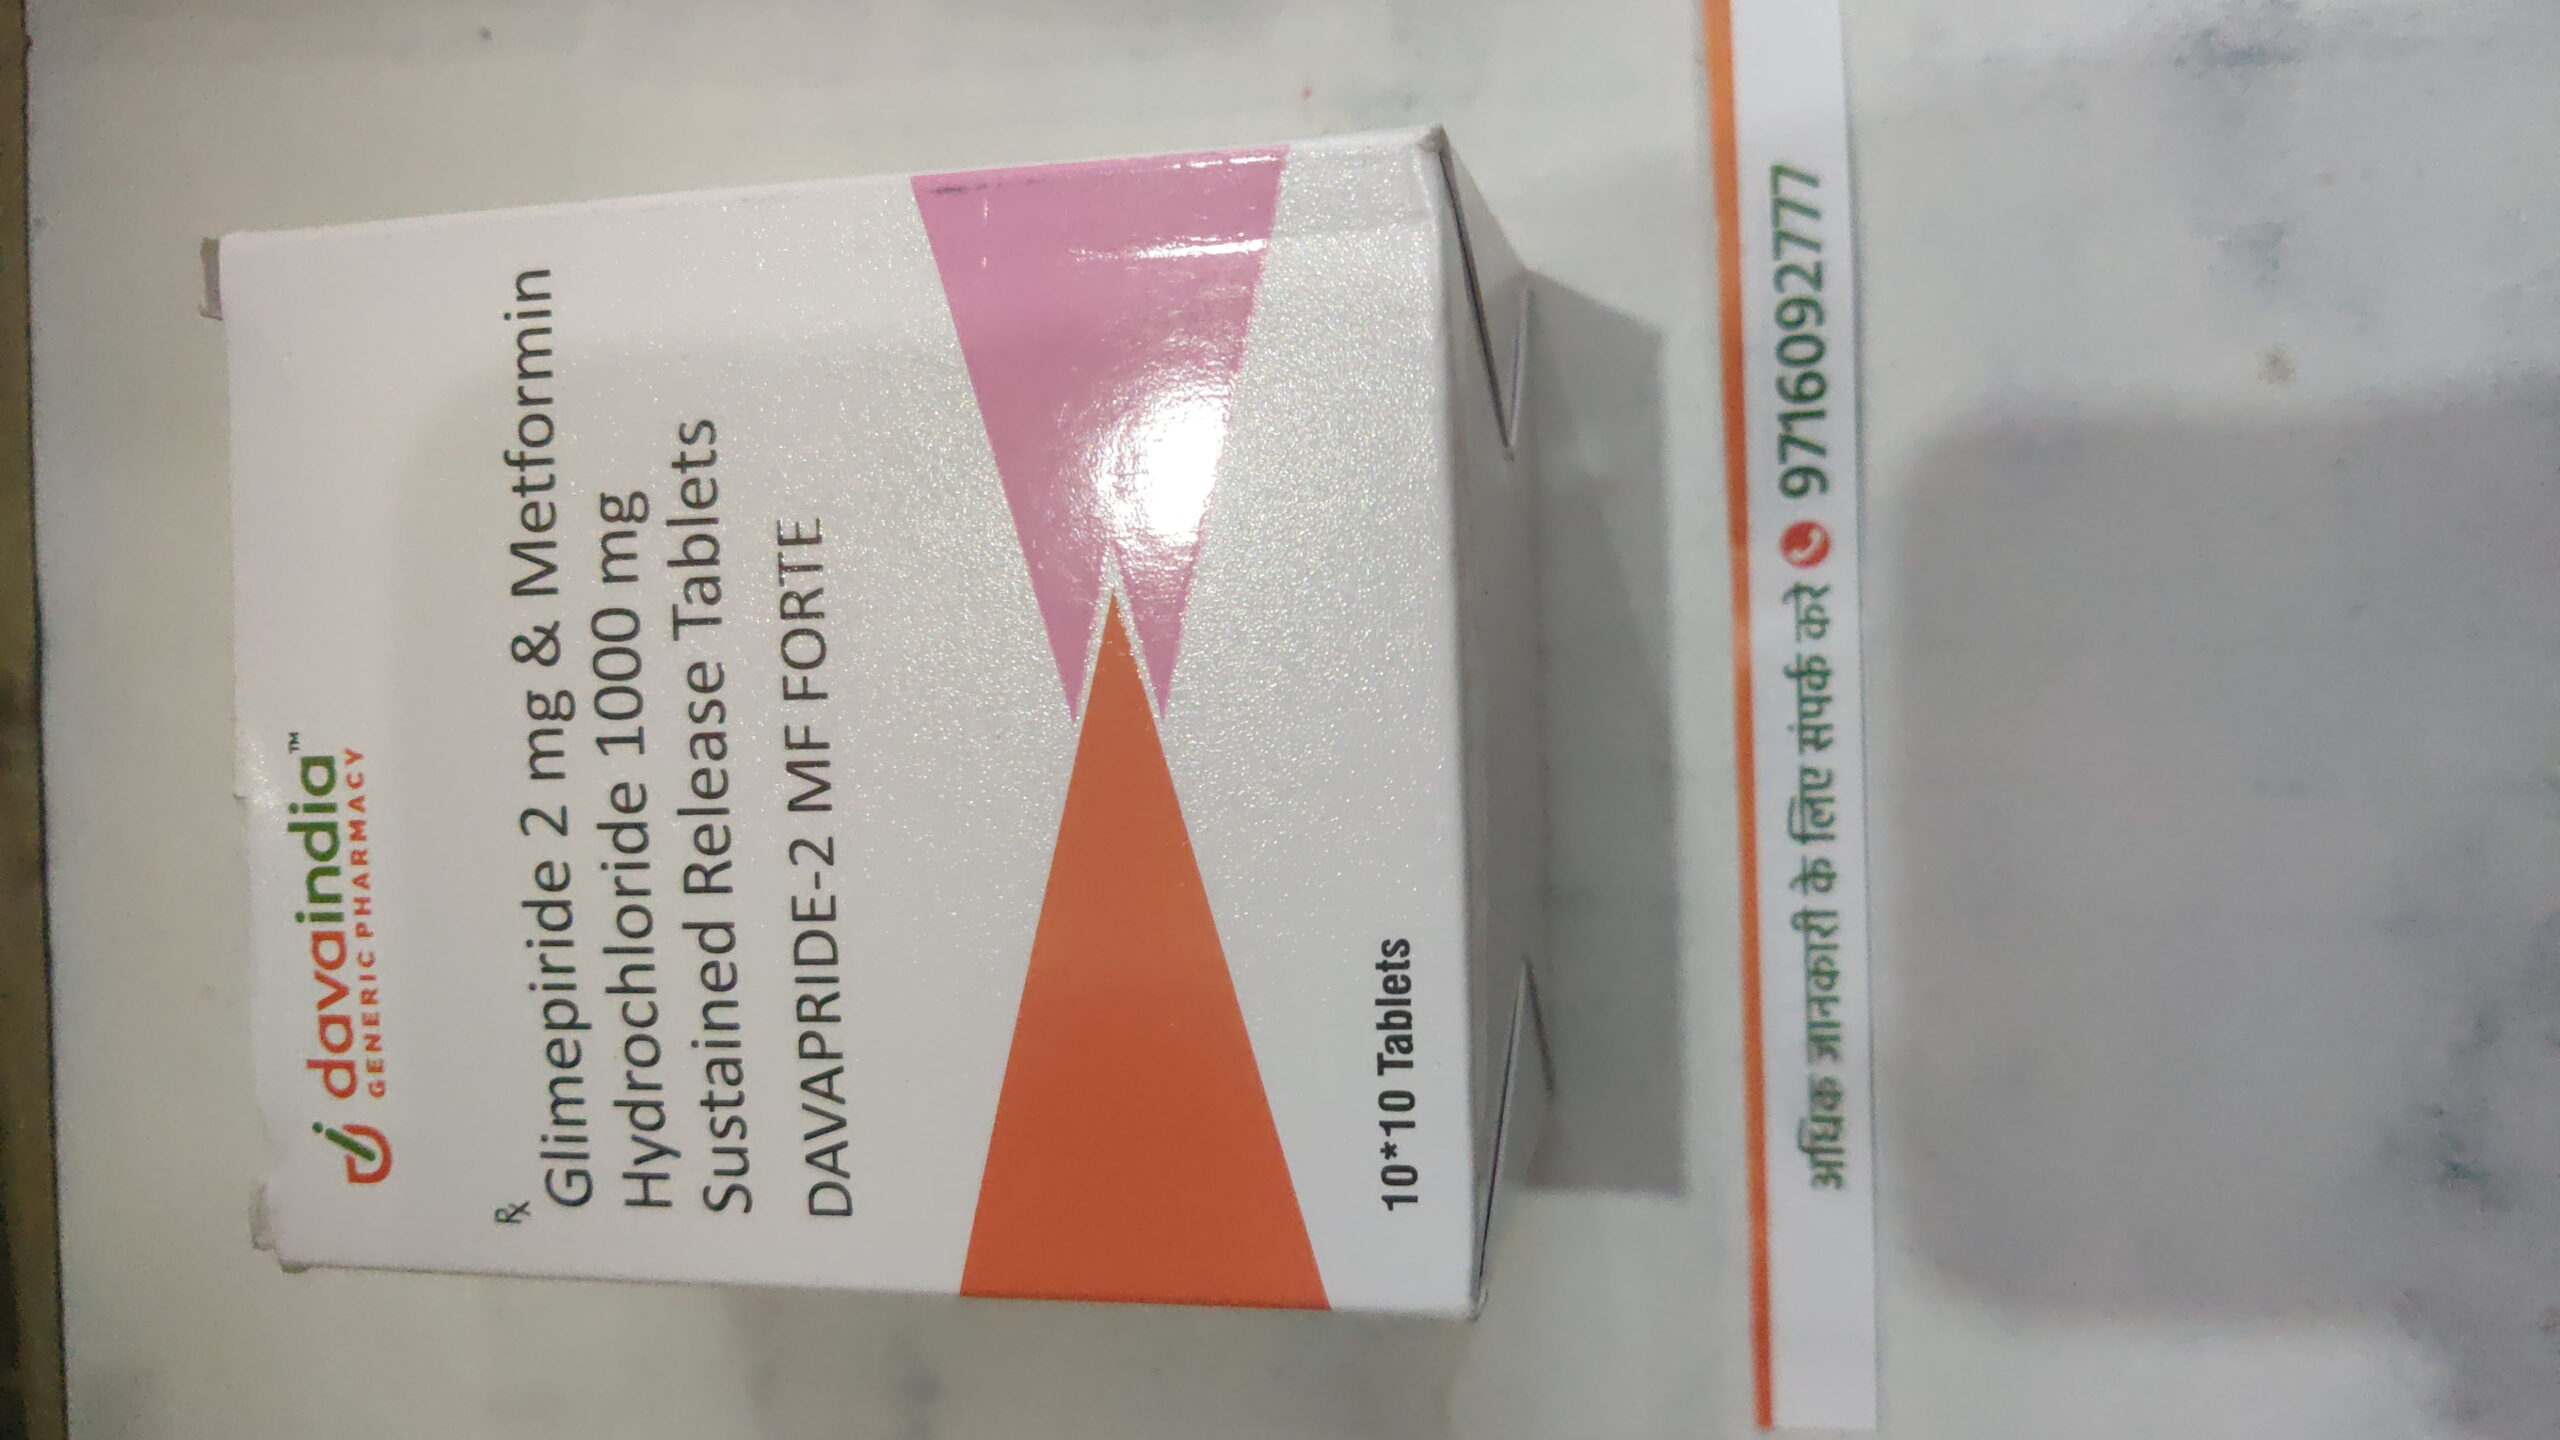 davaindia™
GENERIC PHARMACY
Rx
Glimepiride 2 mg & Metformin
Hydrochloride 1000 mg
Sustained Release Tablets
DAVAPRIDE-2 MF FORTE
10*10 Tablets
अधिक जानकारी के लिए संपर्क करे 9716092777